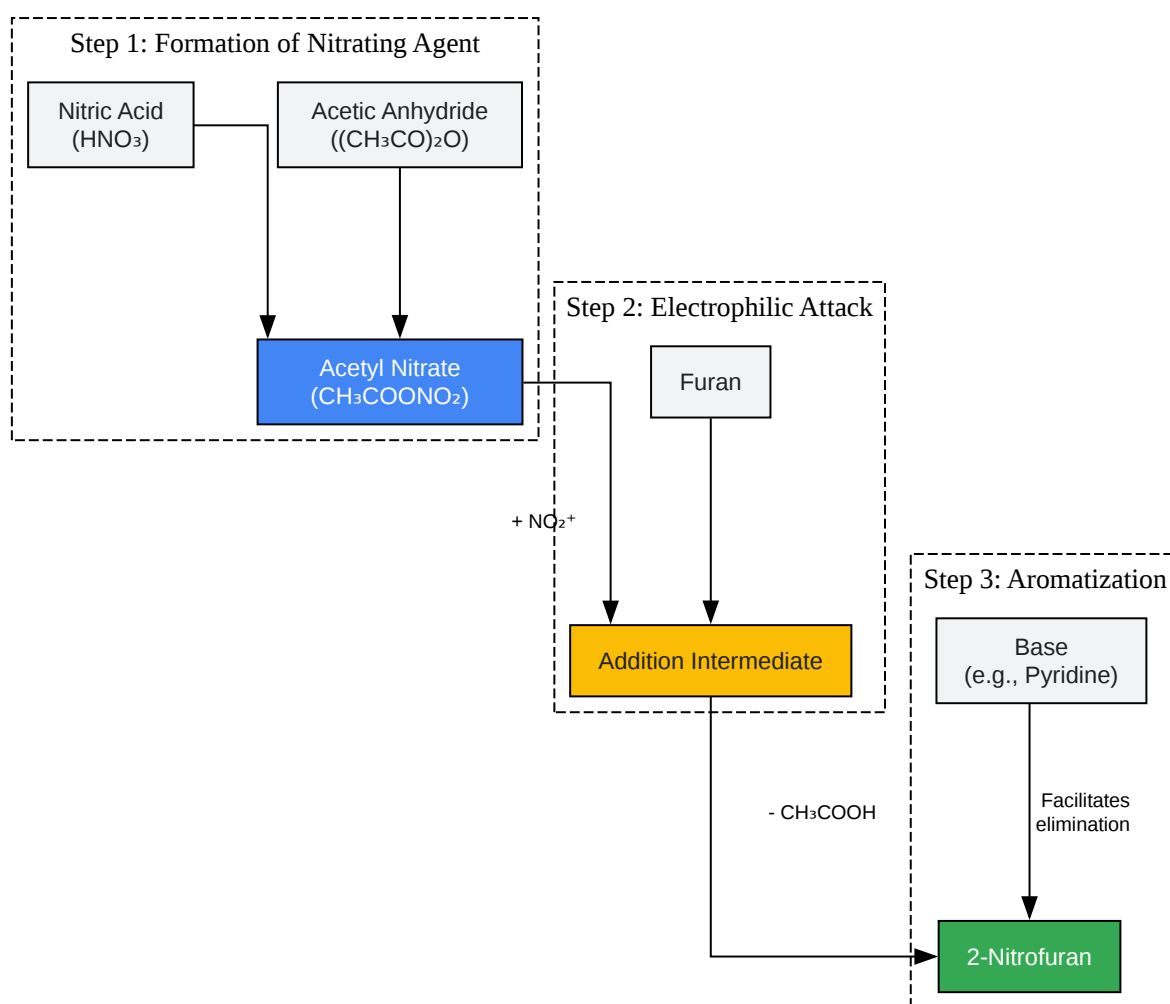 Step 1: Formation of Nitrating Agent
Nitric Acid
(HNO₃)
Acetic Anhydride
((CH₃CO)₂O)
Acetyl Nitrate
(CH₃COONO₂)
Step 2: Electrophilic Attack
Furan
+ NO₂⁺
Addition Intermediate
Step 3: Aromatization
Base
(e.g., Pyridine)
- CH₃COOH
Facilitates
elimination
2-Nitrofuran